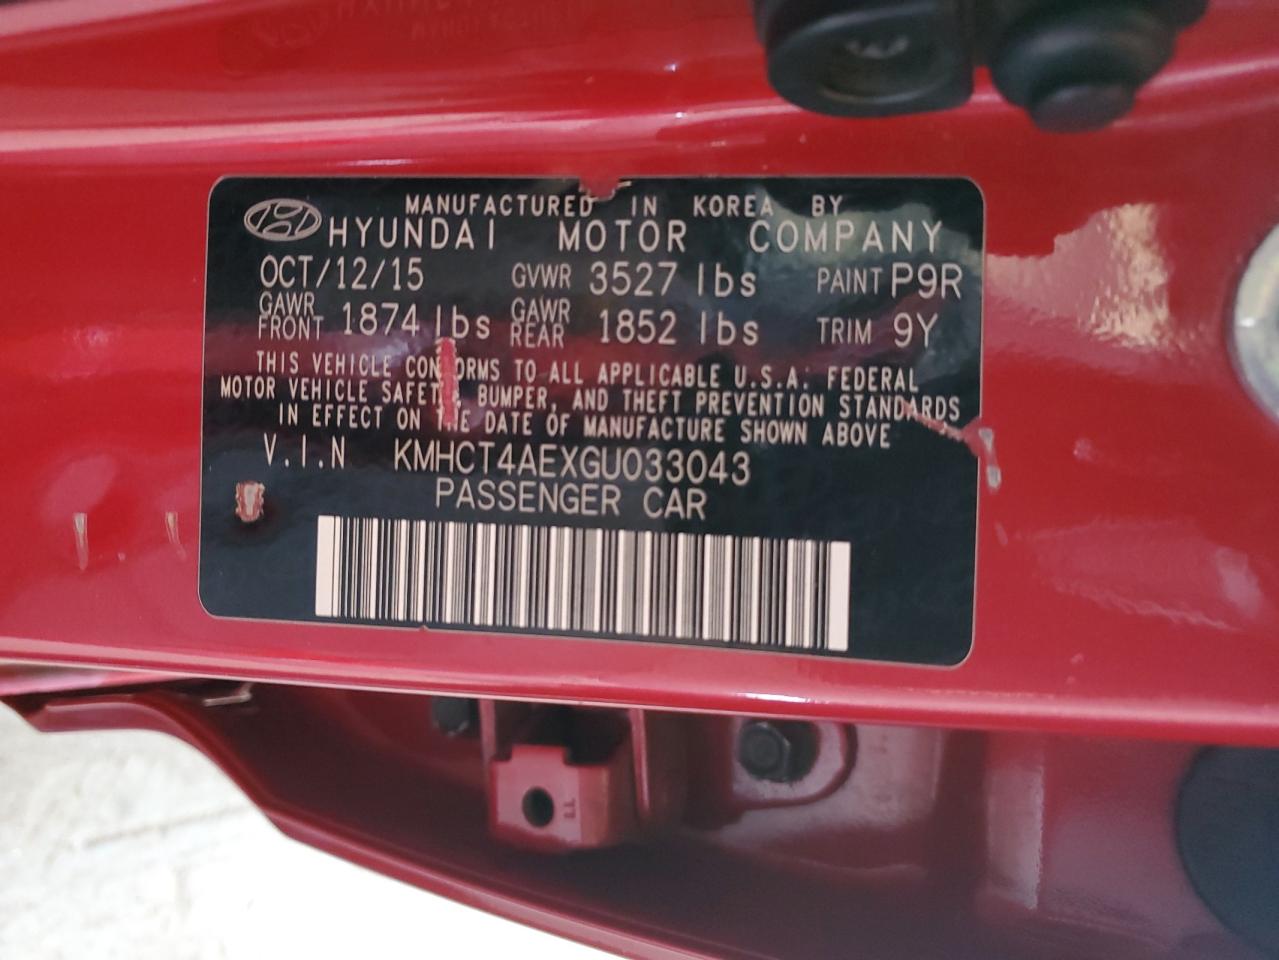 MANUFACTURED IN KOREA BY
HYUNDAI MOTOR COMPANY
OCT/12/15 GVWR 3527 lbs PAINT P9R
GAWR FRONT 1874 lbs GAWR REAR 1852 lbs TRIM 9Y
THIS VEHICLE CONFORMS TO ALL APPLICABLE U.S.A. FEDERAL
MOTOR VEHICLE SAFETY, BUMPER, AND THEFT PREVENTION STANDARDS
IN EFFECT ON THE DATE OF MANUFACTURE SHOWN ABOVE
V.I.N KMHCT4AEXGU033043
PASSENGER CAR